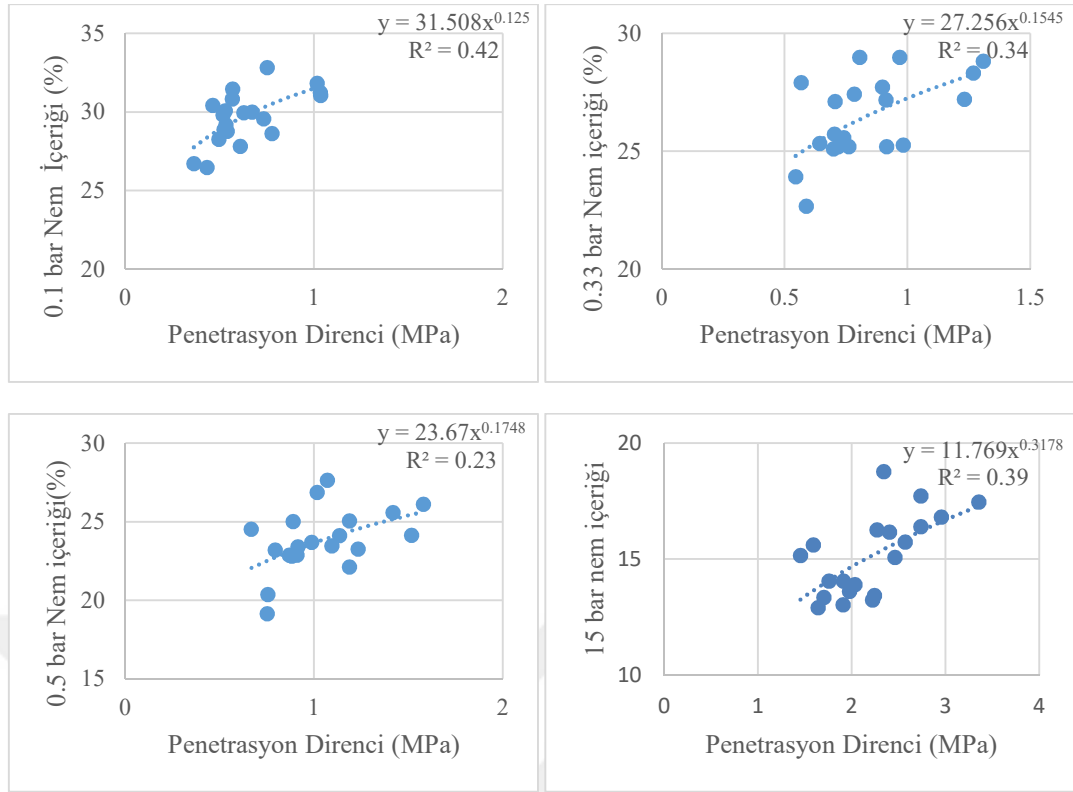 y = 31.508x^0.125
R² = 0.42
35
30
25
20
0
1
2
0.1 bar Nem İçeriği (%)
Penetrasyon Direnci (MPa)
y = 27.256x^0.1545
R² = 0.34
30
25
20
0
0.5
1
1.5
0.33 bar Nem içeriği (%)
Penetrasyon Direnci (MPa)
y = 23.67x^0.1748
R² = 0.23
30
25
20
15
0
1
2
0.5 bar Nem içeriği(%)
Penetrasyon Direnci (MPa)
y = 11.769x^0.3178
R² = 0.39
20
15
10
0
1
2
3
4
15 bar nem içeriği
Penetrasyon Direnci (MPa)